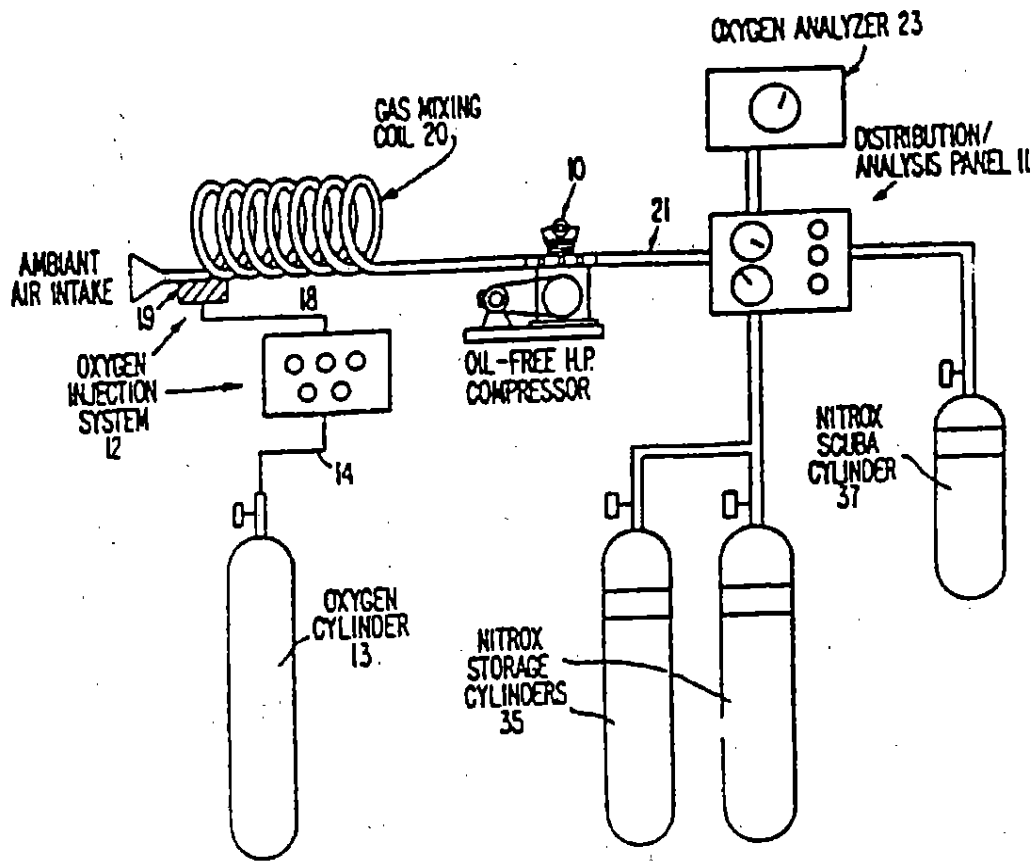 OXYGEN ANALYZER 23
GAS MIXING
COIL 20
10
DISTRIBUTION/
ANALYSIS PANEL 11
21
AMBIANT
AIR INTAKE
19
18
OXYGEN
INJECTION
SYSTEM
12
OIL-FREE H.P.
COMPRESSOR
14
NITROX
SCUBA
CYLINDER
37
OXYGEN
CYLINDER
13
NITROX
STORAGE
CYLINDERS
35